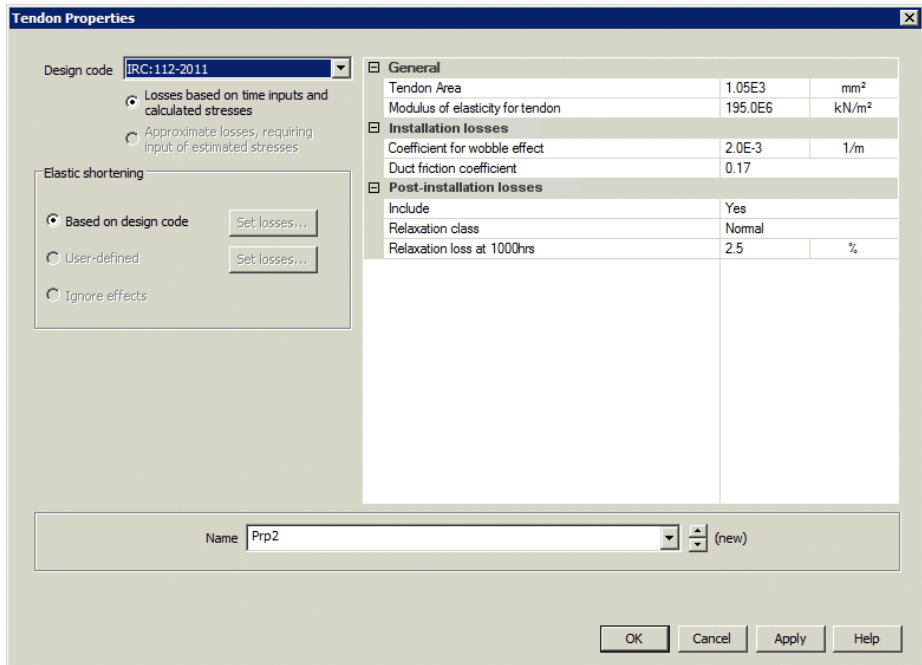 Tendon Properties
Design code IRC:112-2011
Losses based on time inputs and
calculated stresses
Approximate losses, requiring
input of estimated stresses
Elastic shortening
Based on design code Set losses...
User-defined Set losses...
Ignore effects
General
Tendon Area 1.05E3 mm²
Modulus of elasticity for tendon 195.0E6 kN/m²
Installation losses
Coefficient for wobble effect 2.0E-3 1/m
Duct friction coefficient 0.17
Post-installation losses
Include Yes
Relaxation class Normal
Relaxation loss at 1000hrs 2.5 %
Name Prp2 (new)
OK Cancel Apply Help